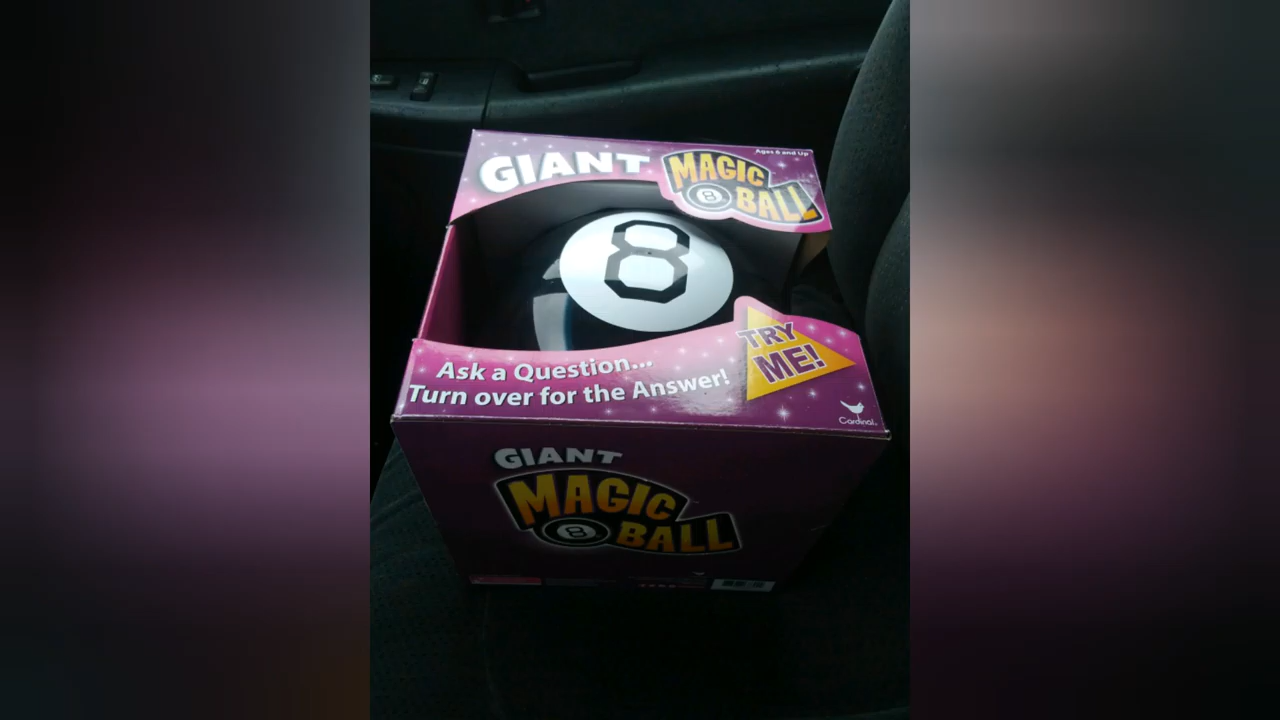 Ages 6 and Up
GIANT MAGIC
8 BALL
8
TRY
ME!
Ask a Question...
Turn over for the Answer!
Cardinal
GIANT
MAGIC
8 BALL